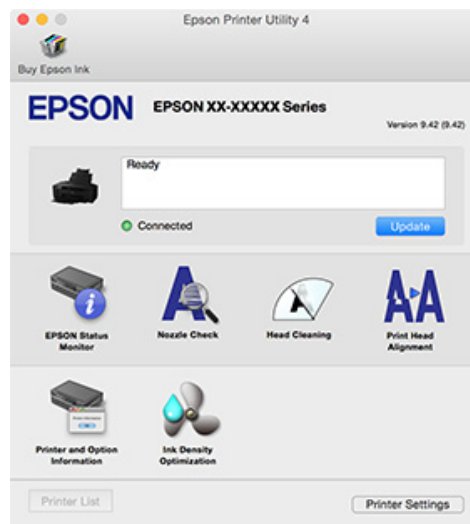 Epson Printer Utility 4
Buy Epson Ink
EPSON
EPSON XX-XXXXX Series
Version 9.42 (9.42)
Ready
Connected
Update
EPSON Status
Monitor
Nozzle Check
Head Cleaning
Print Head
Alignment
Printer and Option
Information
Ink Density
Optimization
Printer List
Printer Settings